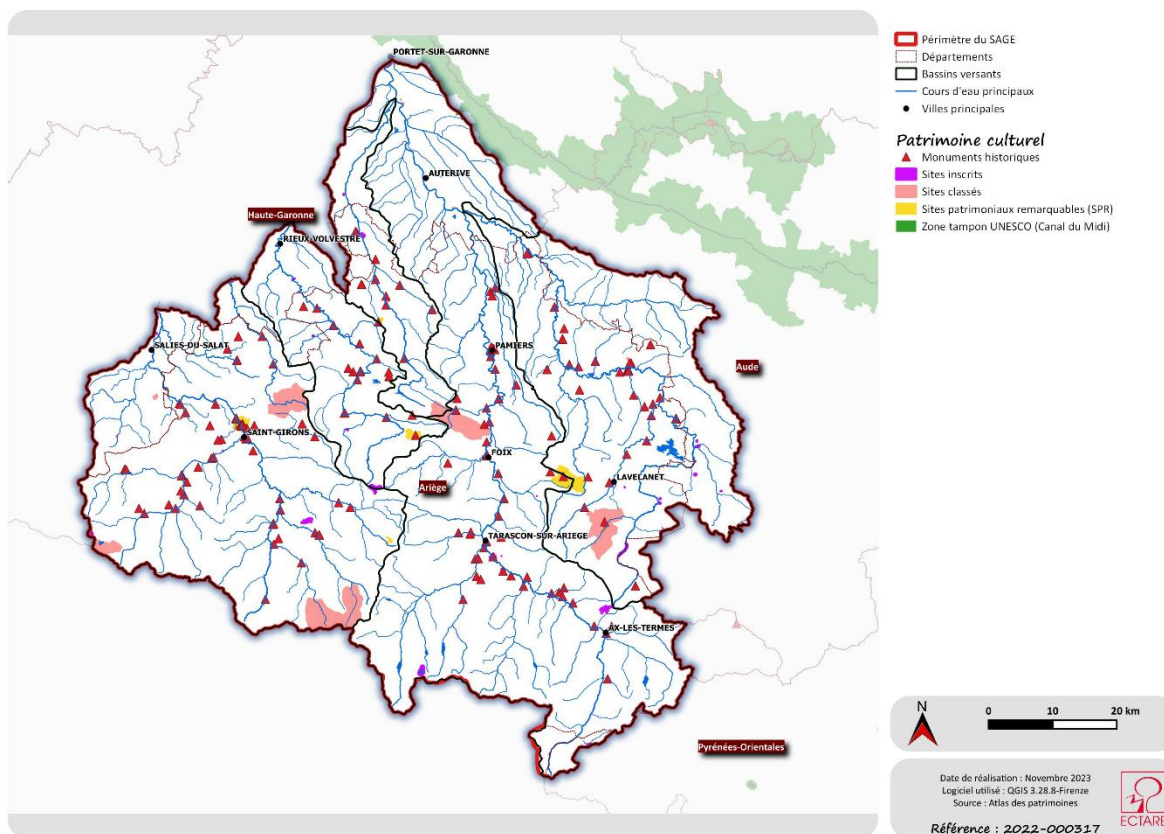 PORTET-SUR-GARONNE
AUTERIVE
Haute-Garonne
RIEUX-VOLVESTRE
SALIES-DU-SALAT
PAMIERS
Aude
SAINT-GIRONS
FOIX
LAVELANET
Ariège
TARASCON-SUR-ARIEGE
AX-LES-TERMES
Pyrénées-Orientales
Périmètre du SAGE
Départements
Bassins versants
Cours d'eau principaux
Villes principales
Patrimoine culturel
Monuments historiques
Sites inscrits
Sites classés
Sites patrimoniaux remarquables (SPR)
Zone tampon UNESCO (Canal du Midi)
N
0 10 20 km
Date de réalisation : Novembre 2023
Logiciel utilisé : QGIS 3.28.8-Firenze
Source : Atlas des patrimoines
Référence : 2022-000317
ECTARE